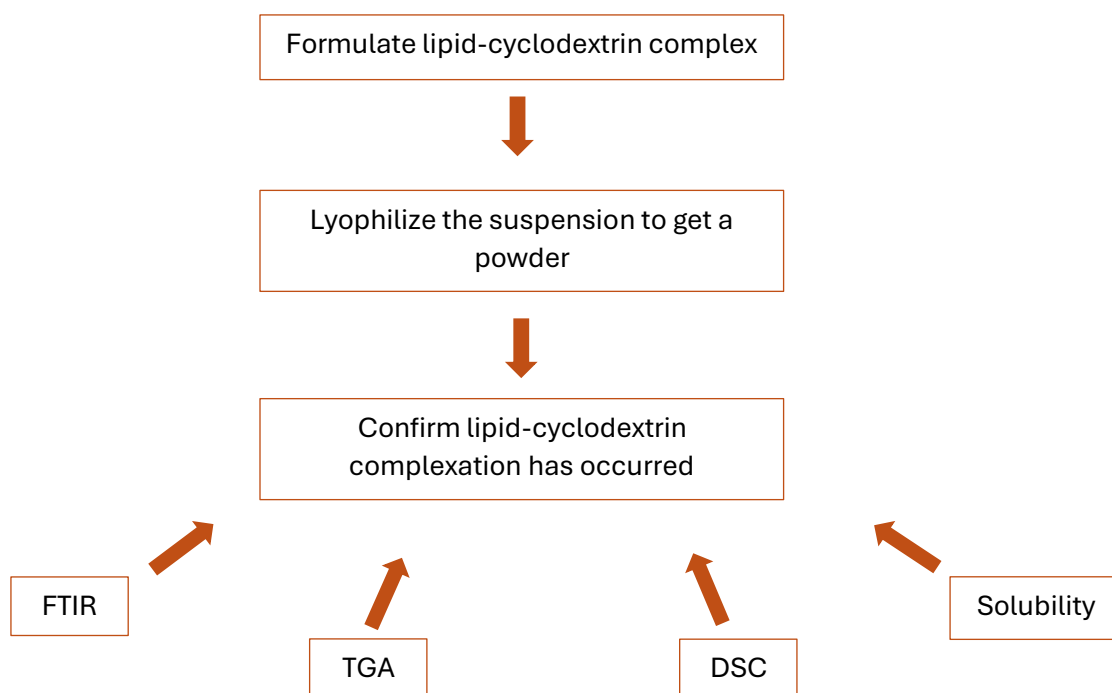 Formulate lipid-cyclodextrin complex
Lyophilize the suspension to get a
powder
Confirm lipid-cyclodextrin
complexation has occurred
FTIR
TGA
DSC
Solubility